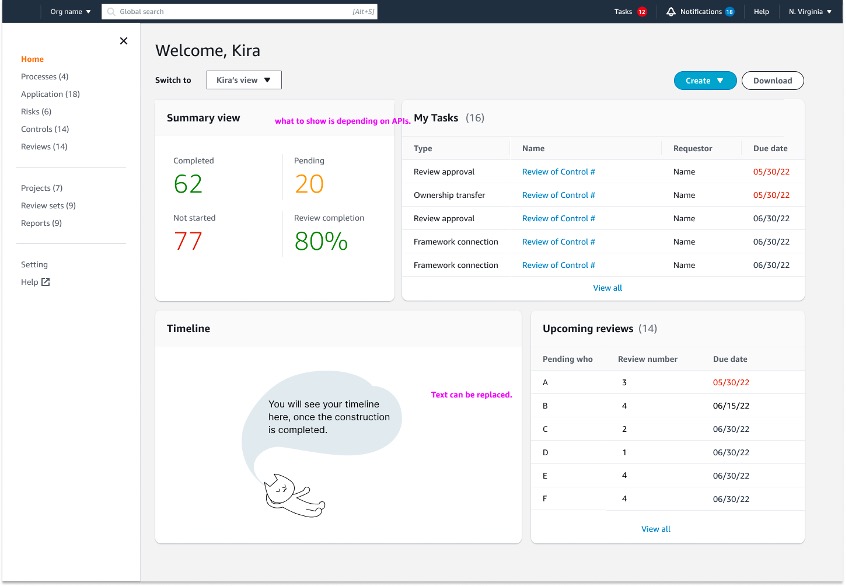 Org name
Global search [Alt+S]
Tasks 12
Notifications 18
Help
N. Virginia
Home
Processes (4)
Application (18)
Risks (6)
Controls (14)
Reviews (14)
Projects (7)
Review sets (9)
Reports (9)
Setting
Help
Welcome, Kira
Switch to Kira's view
Create
Download
Summary view
what to show is depending on APIs.
Completed Pending
62 20
Not started Review completion
77 80%
My Tasks (16)
Type Name Requestor Due date
Review approval Review of Control # Name 05/30/22
Ownership transfer Review of Control # Name 05/30/22
Review approval Review of Control # Name 06/30/22
Framework connection Review of Control # Name 06/30/22
Framework connection Review of Control # Name 06/30/22
View all
Timeline
You will see your timeline
here, once the construction
is completed.
Text can be replaced.
Upcoming reviews (14)
Pending who Review number Due date
A 3 05/30/22
B 4 06/15/22
C 2 06/30/22
D 1 06/30/22
E 4 06/30/22
F 4 06/30/22
View all